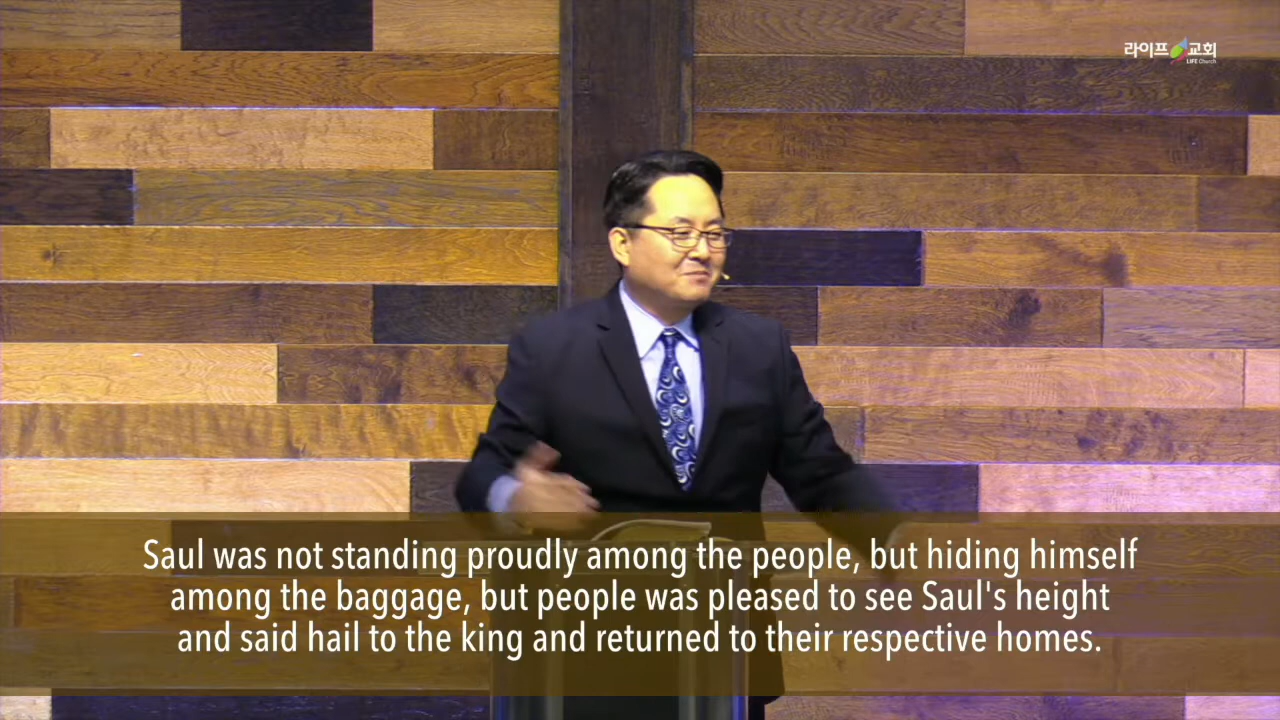 라이프 교회
LIFE Church
Saul was not standing proudly among the people, but hiding himself
among the baggage, but people was pleased to see Saul's height
and said hail to the king and returned to their respective homes.